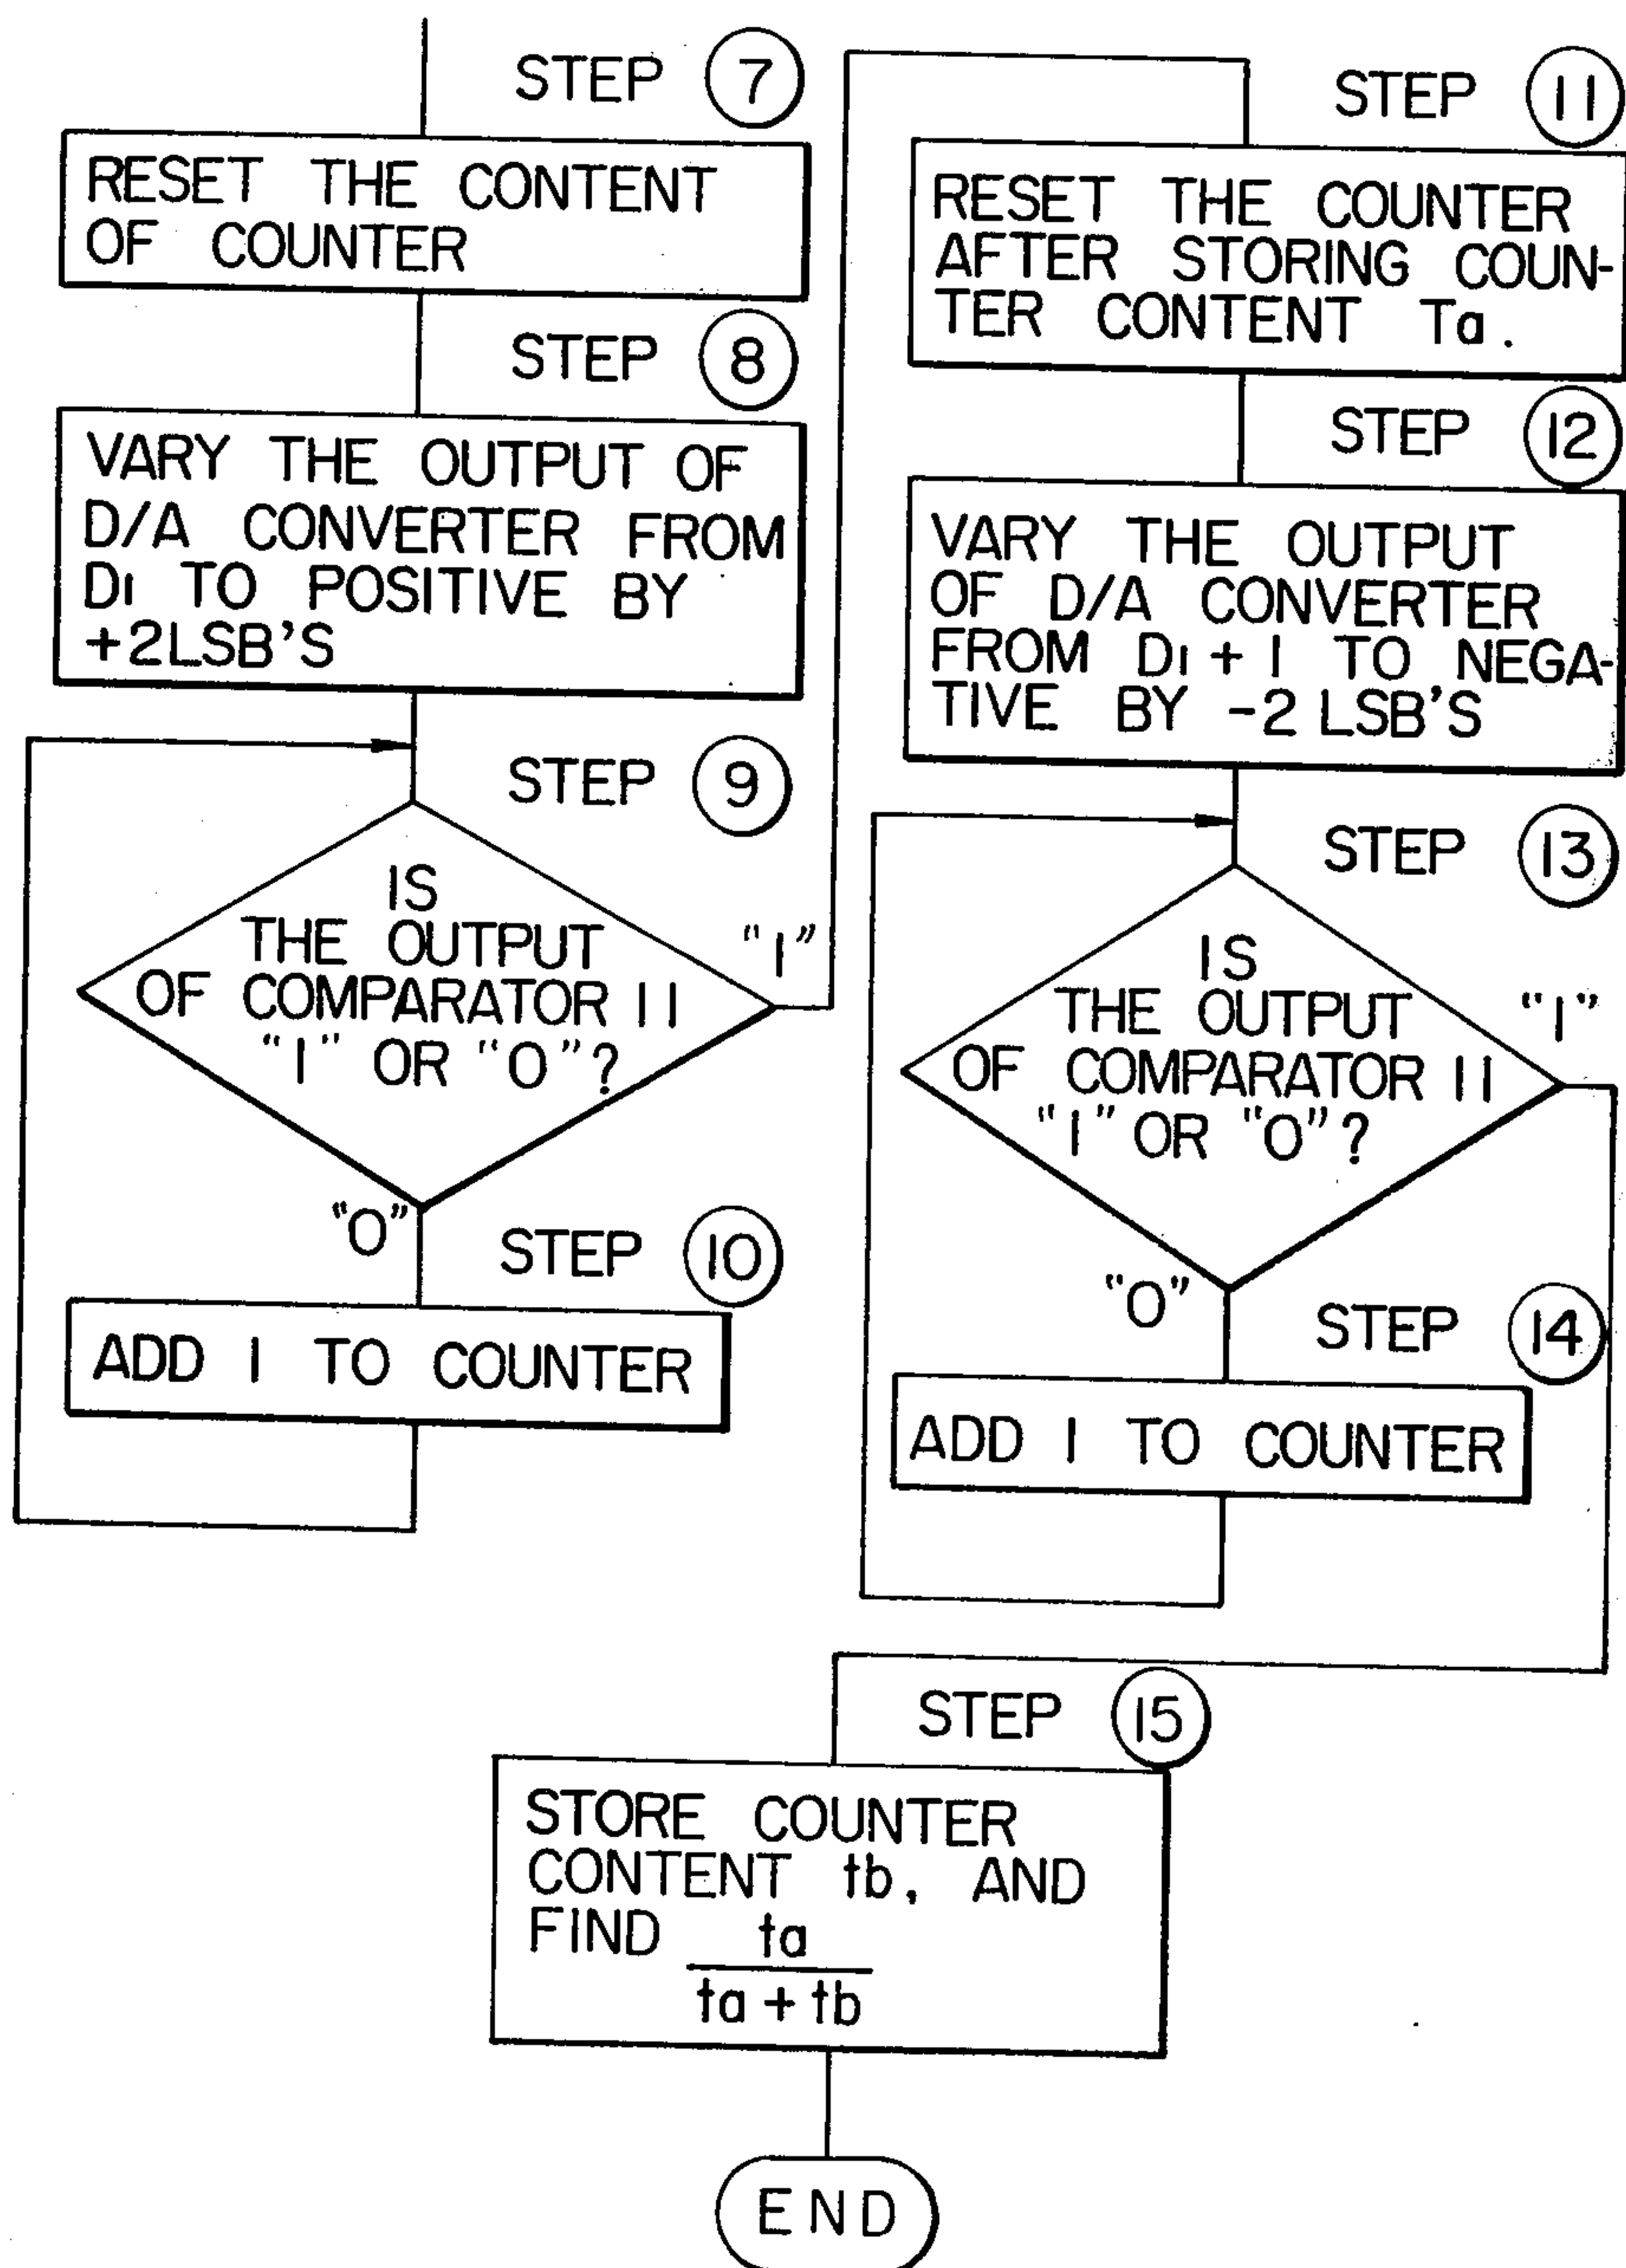 STEP 7
RESET THE CONTENT
OF COUNTER
STEP 8
VARY THE OUTPUT OF
D/A CONVERTER FROM
D1 TO POSITIVE BY
+2LSB'S
STEP 9
IS
THE OUTPUT
OF COMPARATOR 11
"1" OR "0"?
"1"
"0"
STEP 10
ADD 1 TO COUNTER
STEP 11
RESET THE COUNTER
AFTER STORING COUN-
TER CONTENT Ta.
STEP 12
VARY THE OUTPUT
OF D/A CONVERTER
FROM D1 + 1 TO NEGA-
TIVE BY -2 LSB'S
STEP 13
IS
THE OUTPUT
OF COMPARATOR 11
"1" OR "0"?
"1"
"0"
STEP 14
ADD 1 TO COUNTER
STEP 15
STORE COUNTER
CONTENT tb, AND
FIND ta
ta + tb
END